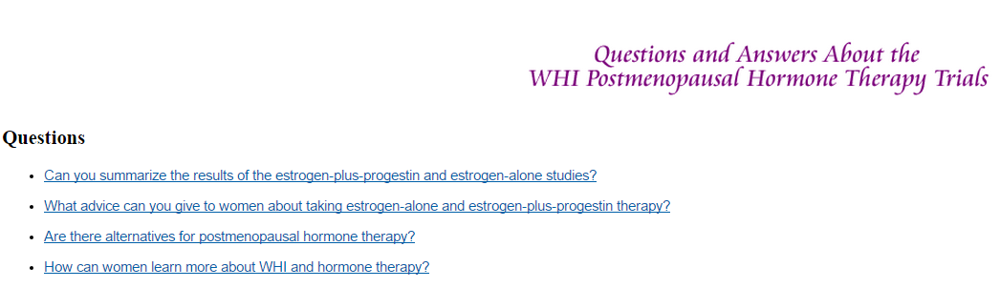 Questions and Answers About the
WHI Postmenopausal Hormone Therapy Trials
Questions
Can you summarize the results of the estrogen-plus-progestin and estrogen-alone studies?
What advice can you give to women about taking estrogen-alone and estrogen-plus-progestin therapy?
Are there alternatives for postmenopausal hormone therapy?
How can women learn more about WHI and hormone therapy?